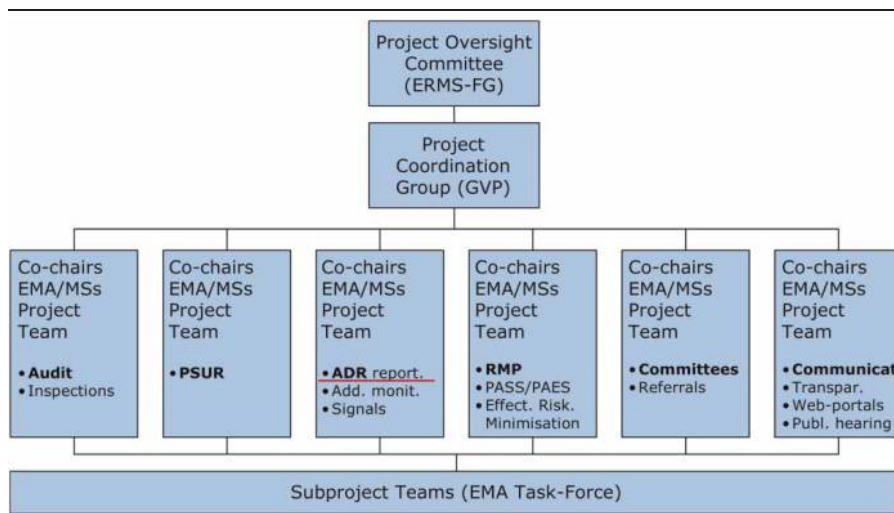 Project Oversight
Committee
(ERMS-FG)
Project
Coordination
Group (GVP)
Co-chairs
EMA/MSs
Project
Team
• Audit
• Inspections
Co-chairs
EMA/MSs
Project
Team
• PSUR
Co-chairs
EMA/MSs
Project
Team
• ADR report.
• Add. monit.
• Signals
Co-chairs
EMA/MSs
Project
Team
• RMP
• PASS/PAES
• Effect. Risk.
Minimisation
Co-chairs
EMA/MSs
Project
Team
• Committees
• Referrals
Co-chairs
EMA/MSs
Project
Team
• Communicat
• Transpar.
• Web-portals
• Publ. hearing
Subproject Teams (EMA Task-Force)